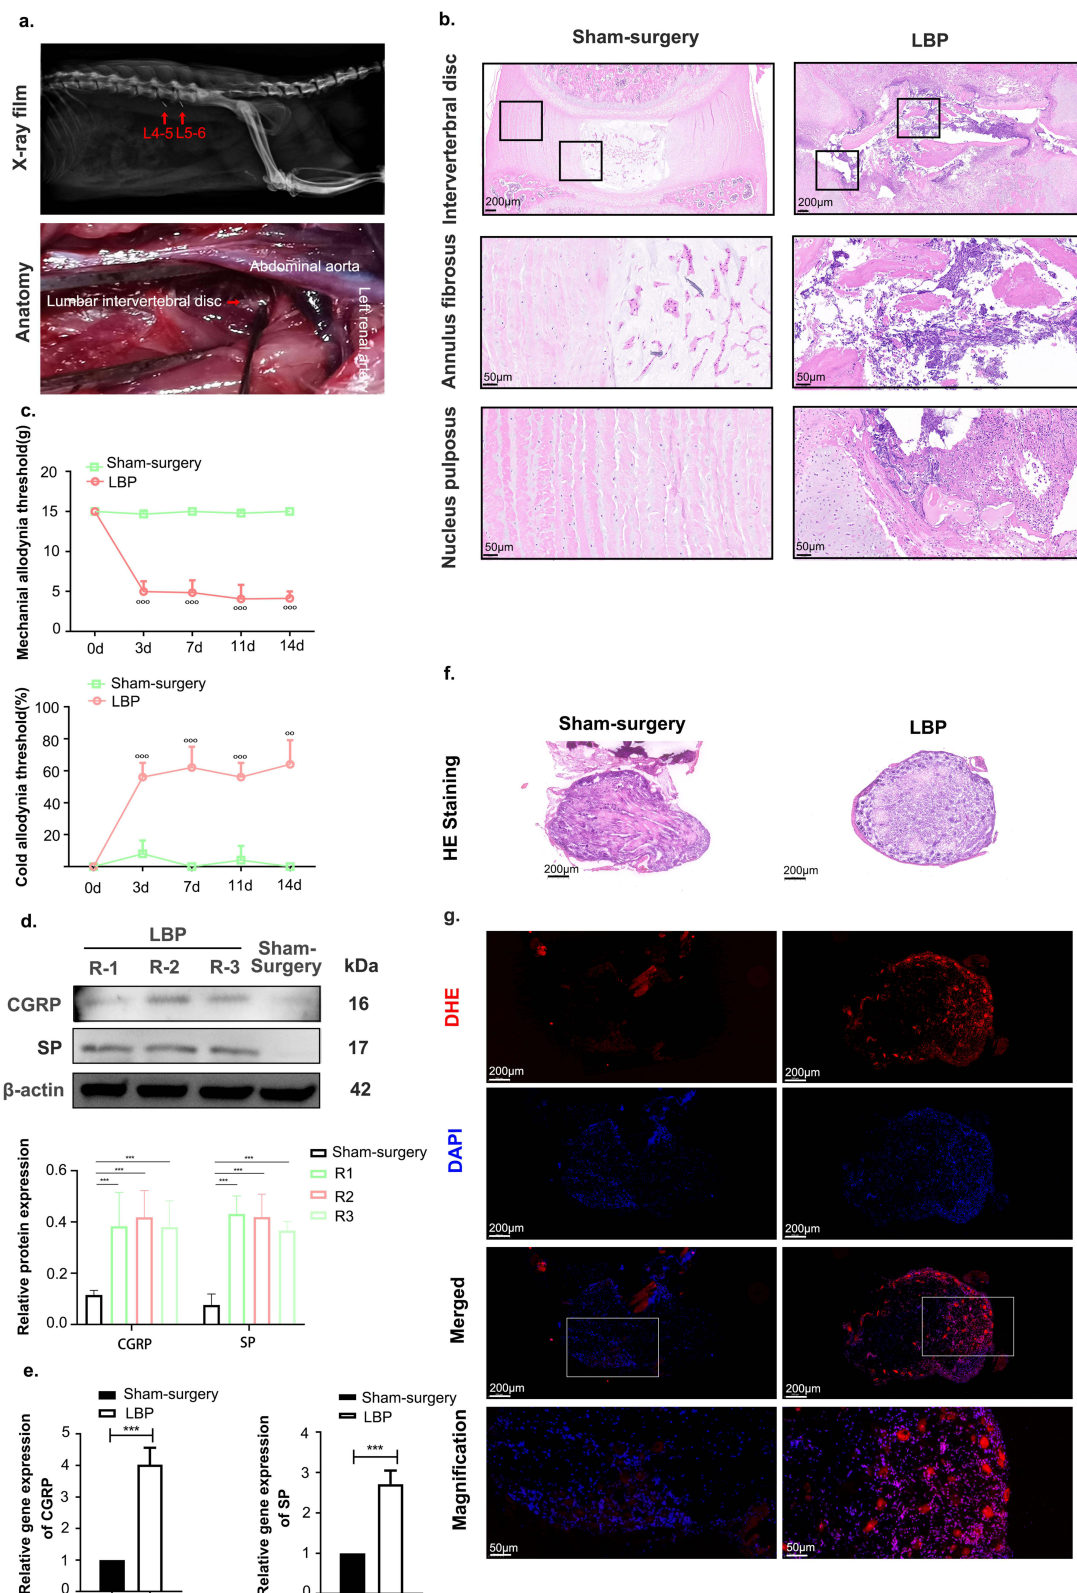 a.
X-ray film
L4-5 L5-6
Anatomy
Abdominal aorta
Lumbar intervertebral disc
Left renal artery
b.
Sham-surgery
LBP
Intervertebral disc
200μm
200μm
Annulus fibrosus
50μm
50μm
Nucleus pulposus
50μm
50μm
c.
Mechanial allodynia threshold(g)
Sham-surgery
LBP
20
15
10
5
0
0d 3d 7d 11d 14d
°°° °°° °°° °°°
Cold allodynia threshold(%)
Sham-surgery
LBP
100
80
60
40
20
0d 3d 7d 11d 14d
°°° °°° °°° °°
d.
LBP
Sham-
Surgery
R-1 R-2 R-3
kDa
CGRP 16
SP 17
β-actin 42
Relative protein expression
Sham-surgery
R1
R2
R3
0.6
0.4
0.2
0.0
*** *** ***
*** *** ***
CGRP SP
e.
Relative gene expression
of CGRP
Sham-surgery
LBP
***
5
4
3
2
1
0
Relative gene expression
of SP
Sham-surgery
LBP
***
4
3
2
1
0
f.
Sham-surgery
LBP
HE Staining
200μm
200μm
g.
DHE
200μm
200μm
DAPI
200μm
200μm
Merged
200μm
200μm
Magnification
50μm
50μm